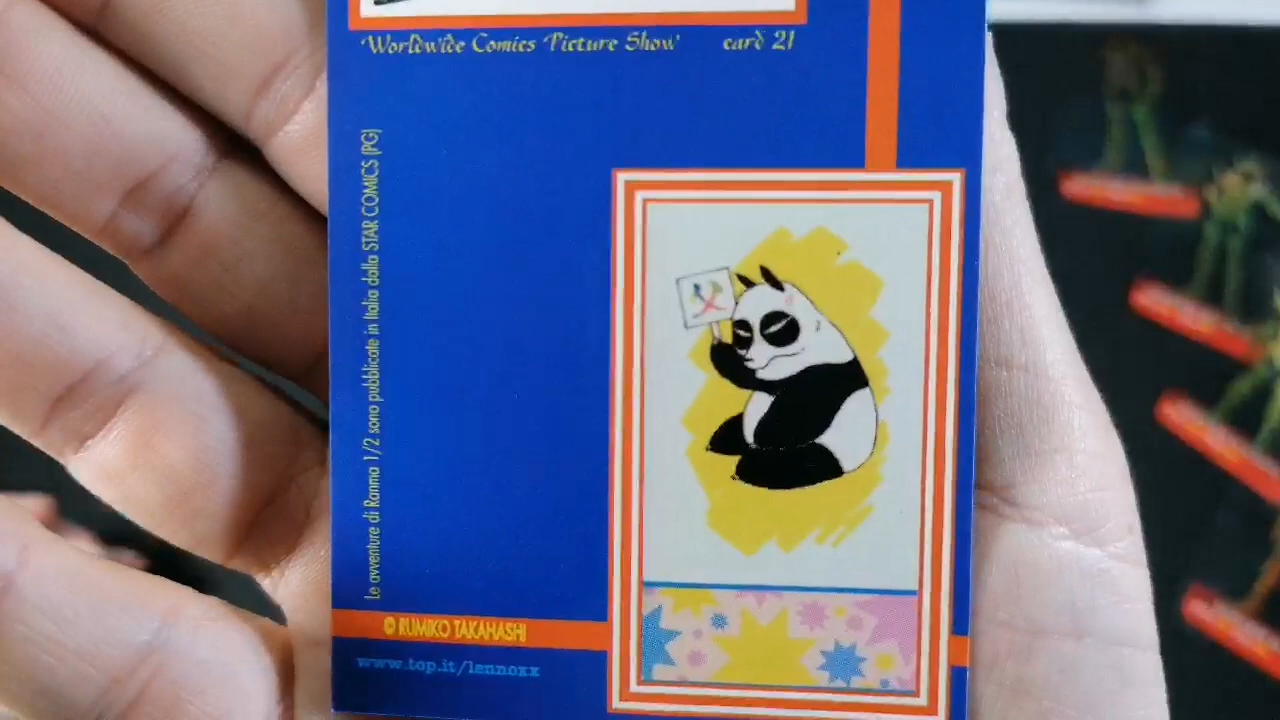 Worldwide Comics Picture Show card 21
Le avventure di Ranma 1/2 sono pubblicate in Italia dalla STAR COMICS (PG)
© RUMIKO TAKAHASHI
www.top.it/lennoxx